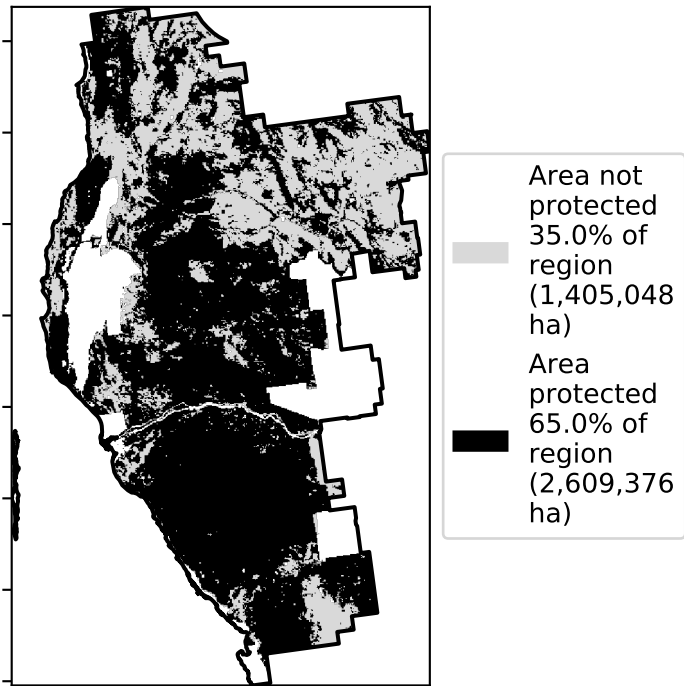 Area not
protected
35.0% of
region
(1,405,048
ha)
Area
protected
65.0% of
region
(2,609,376
ha)